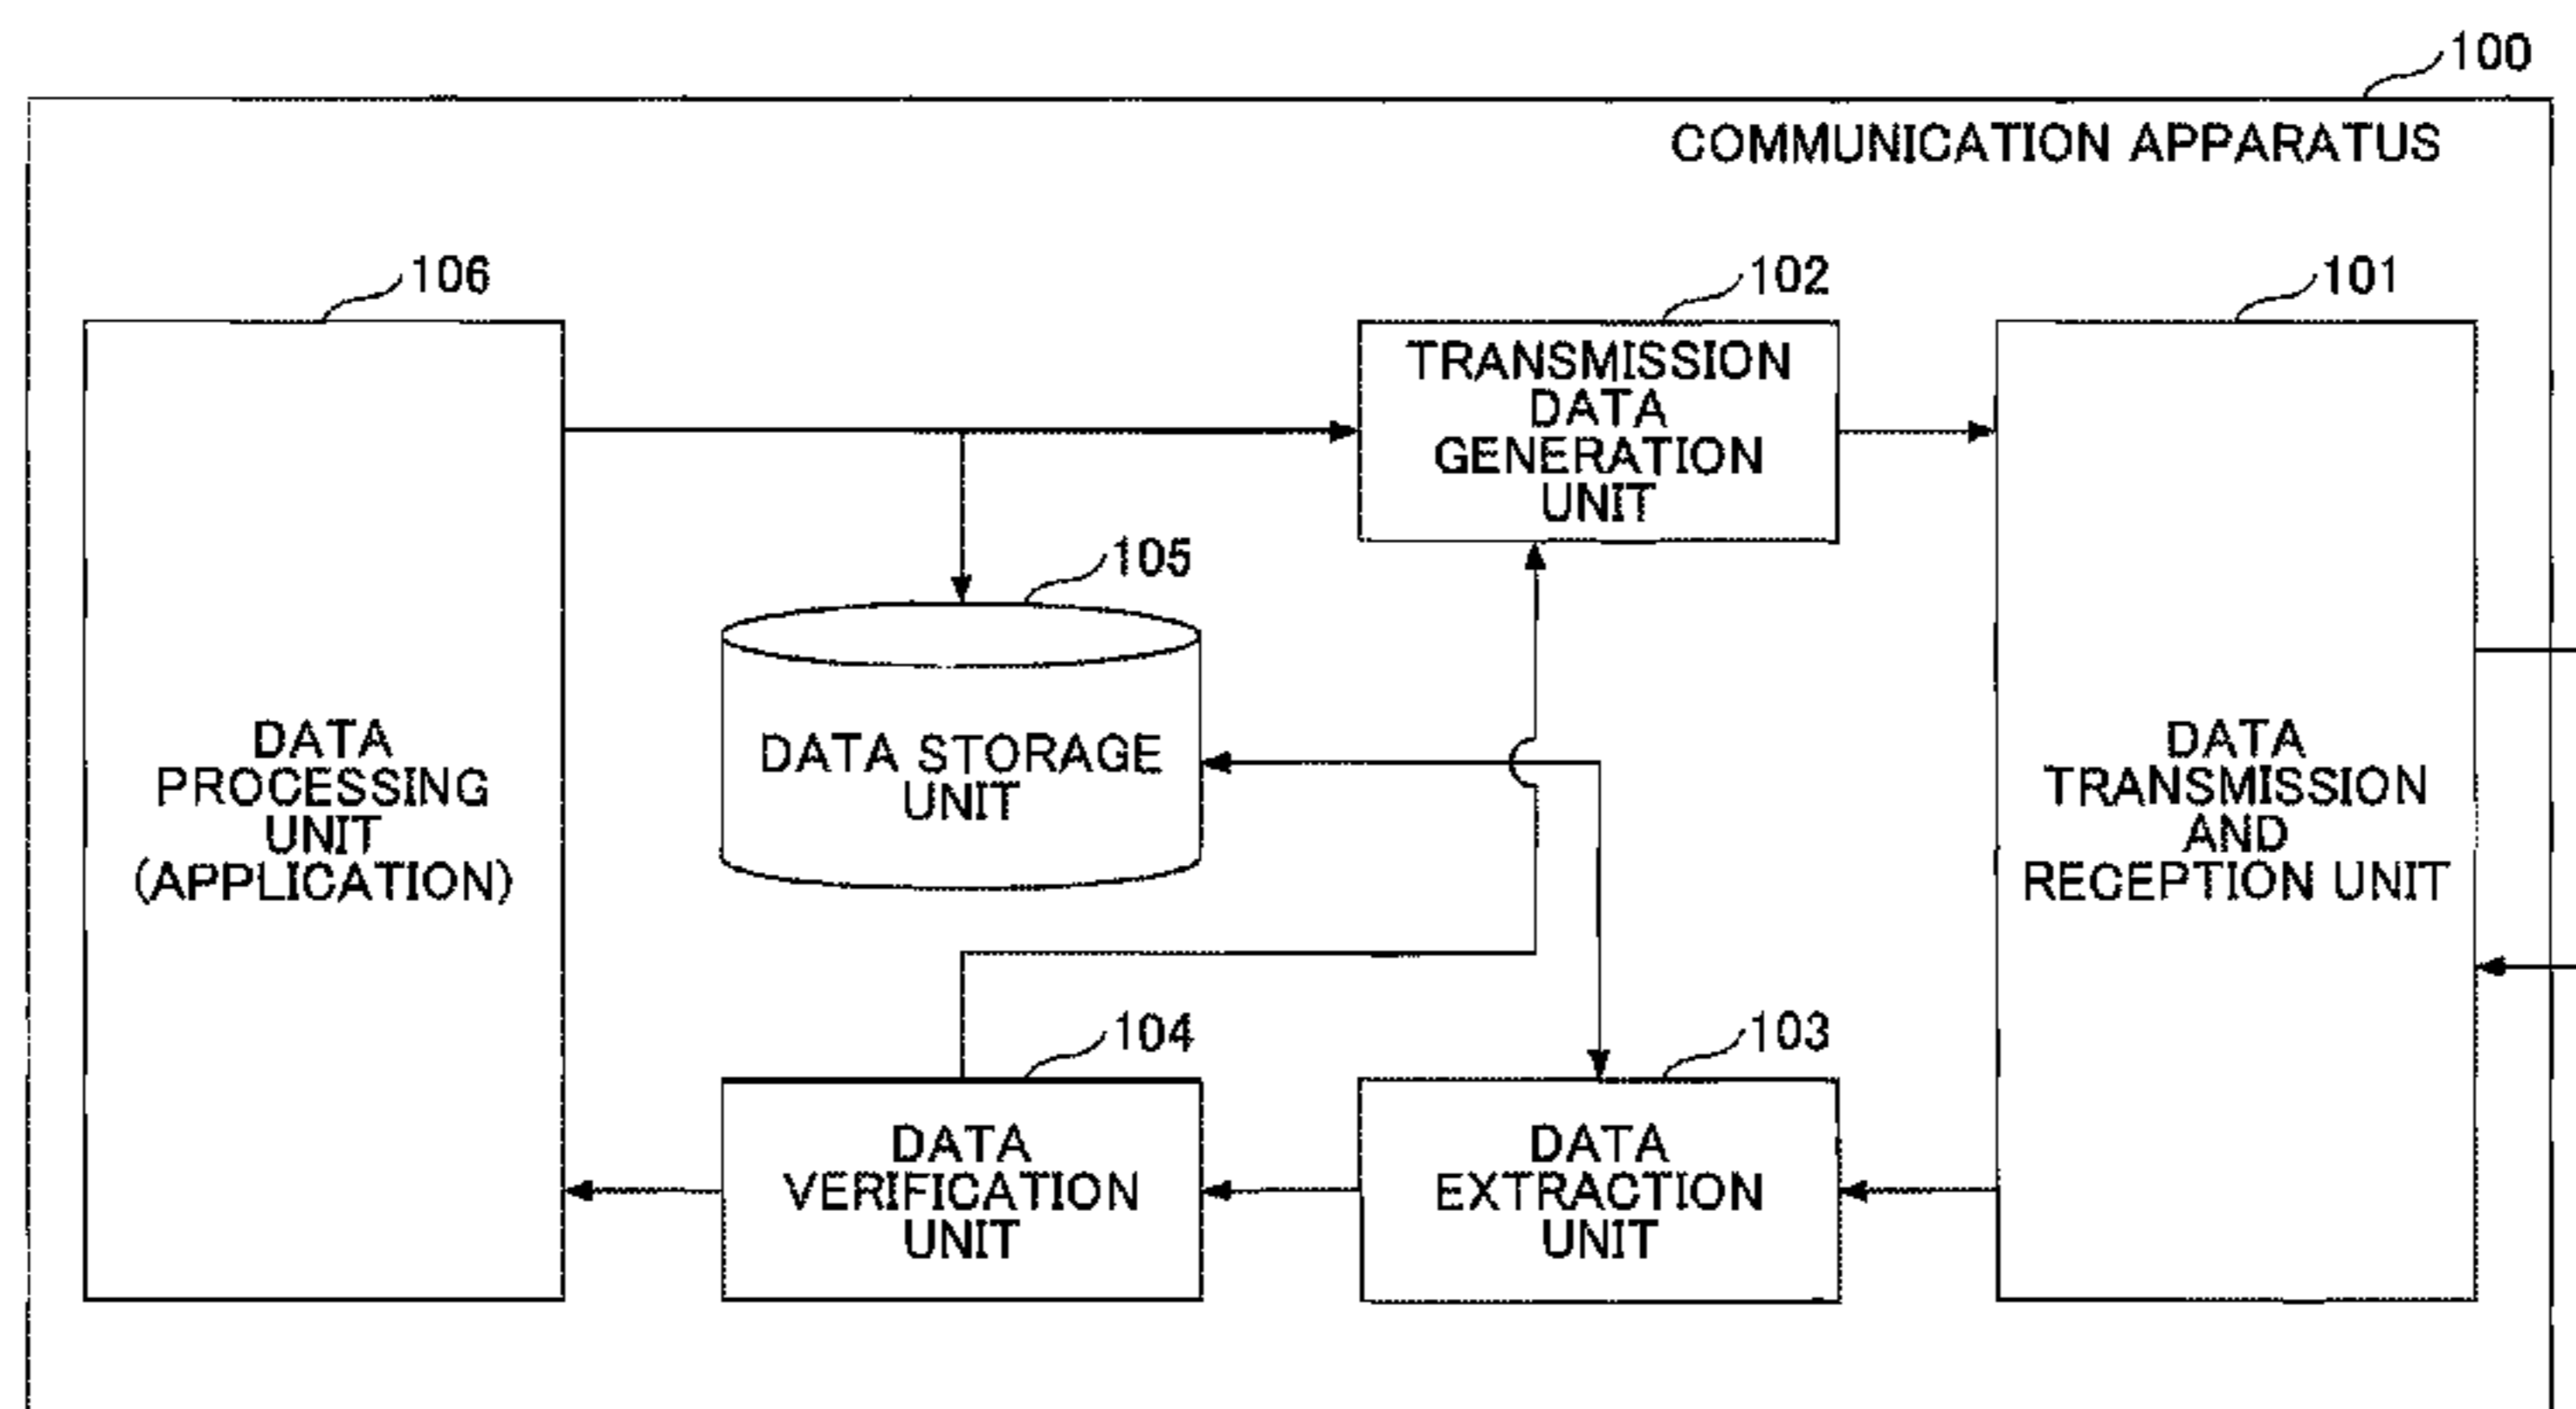 100
COMMUNICATION APPARATUS
106
102
101
TRANSMISSION
DATA
GENERATION
UNIT
105
DATA STORAGE
UNIT
DATA
PROCESSING
UNIT
(APPLICATION)
DATA
TRANSMISSION
AND
RECEPTION UNIT
104
103
DATA
VERIFICATION
UNIT
DATA
EXTRACTION
UNIT